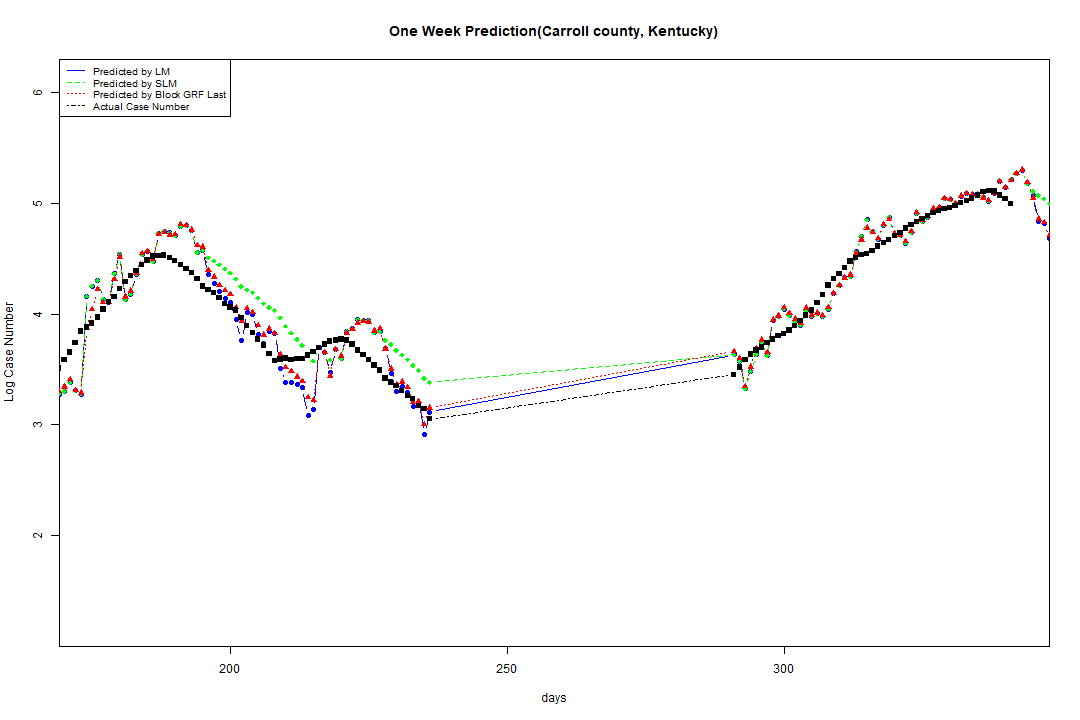 One Week Prediction(Carroll county, Kentucky)
Predicted by LM
Predicted by SLM
Predicted by Block GRF Last
Actual Case Number
6
5
4
3
2
Log Case Number
200
250
300
days